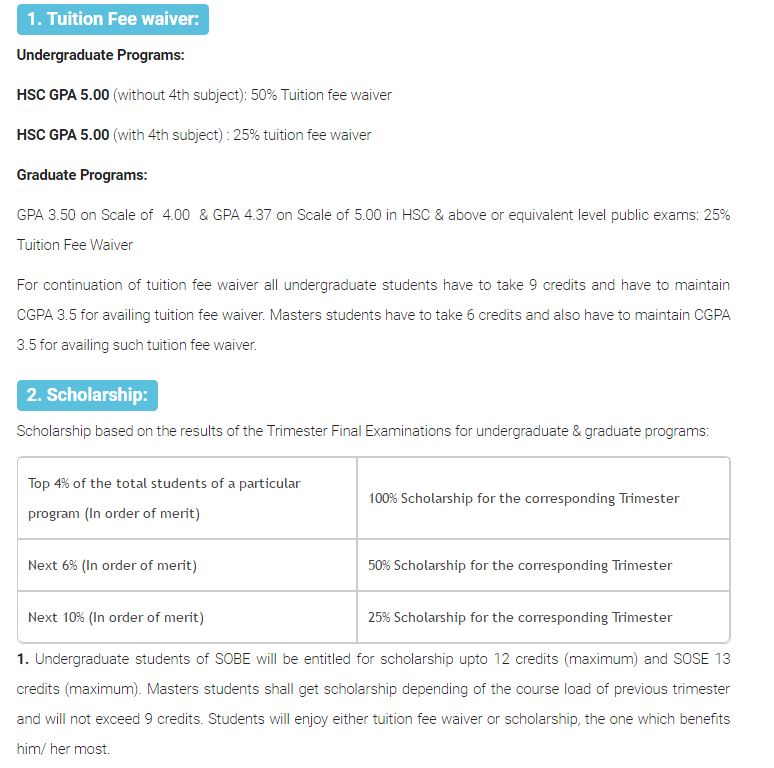 1. Tuition Fee waiver:
Undergraduate Programs:
HSC GPA 5.00 (without 4th subject): 50% Tuition fee waiver
HSC GPA 5.00 (with 4th subject) : 25% tuition fee waiver
Graduate Programs:
GPA 3.50 on Scale of 4.00 & GPA 4.37 on Scale of 5.00 in HSC & above or equivalent level public exams: 25%
Tuition Fee Waiver
For continuation of tuition fee waiver all undergraduate students have to take 9 credits and have to maintain
CGPA 3.5 for availing tuition fee waiver. Masters students have to take 6 credits and also have to maintain CGPA
3.5 for availing such tuition fee waiver.
2. Scholarship:
Scholarship based on the results of the Trimester Final Examinations for undergraduate & graduate programs:
Top 4% of the total students of a particular
program (In order of merit)
100% Scholarship for the corresponding Trimester
Next 6% (In order of merit)
50% Scholarship for the corresponding Trimester
Next 10% (In order of merit)
25% Scholarship for the corresponding Trimester
1. Undergraduate students of SOBE will be entitled for scholarship upto 12 credits (maximum) and SOSE 13
credits (maximum). Masters students shall get scholarship depending of the course load of previous trimester
and will not exceed 9 credits. Students will enjoy either tuition fee waiver or scholarship, the one which benefits
him/ her most.